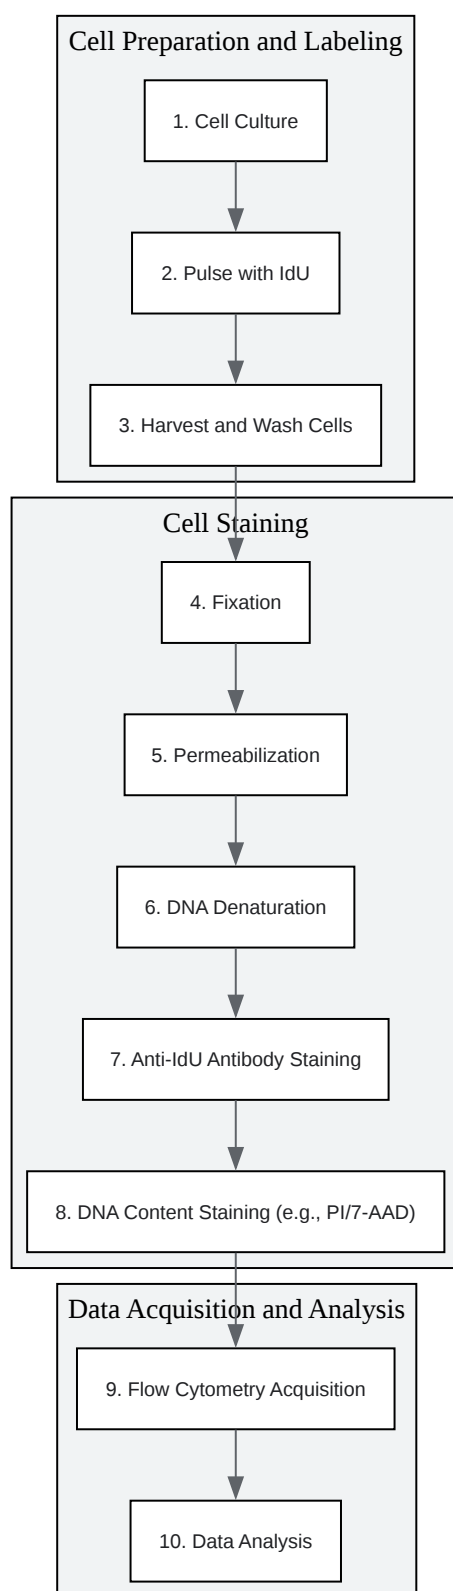 Cell Preparation and Labeling
1. Cell Culture
2. Pulse with IdU
3. Harvest and Wash Cells
Cell Staining
4. Fixation
5. Permeabilization
6. DNA Denaturation
7. Anti-IdU Antibody Staining
8. DNA Content Staining (e.g., PI/7-AAD)
Data Acquisition and Analysis
9. Flow Cytometry Acquisition
10. Data Analysis